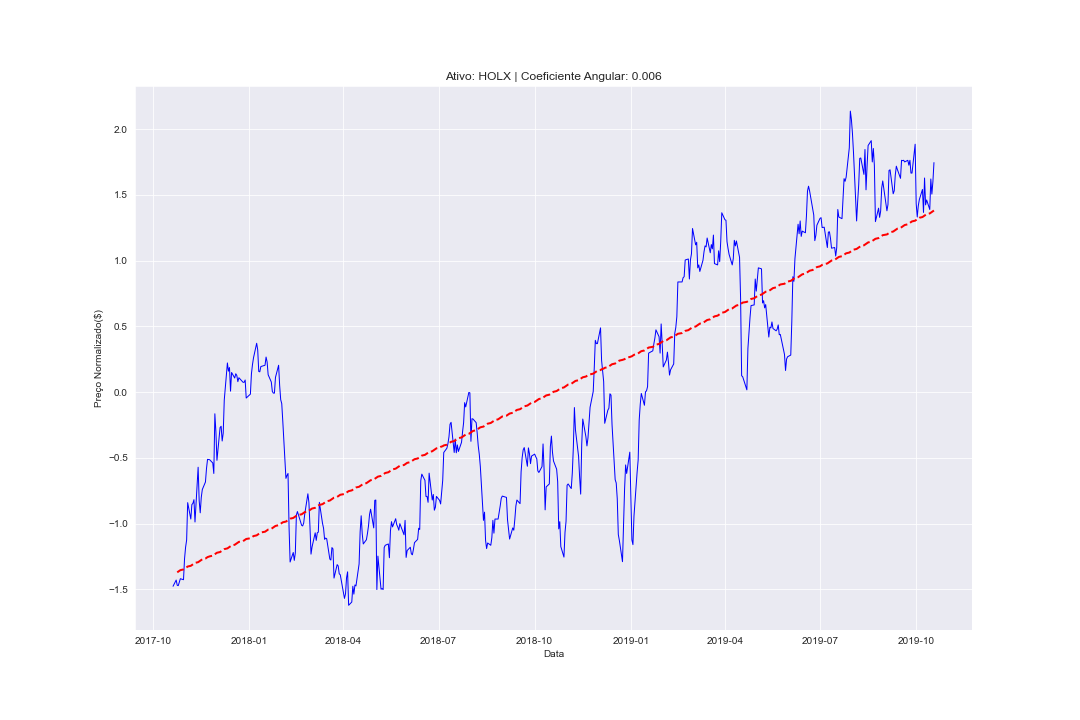 Ativo: HOLX | Coeficiente Angular: 0.006
Preço Normalizado($)
2.0
1.5
1.0
0.5
0.0
−0.5
−1.0
−1.5
2017-10 2018-01 2018-04 2018-07 2018-10 2019-01 2019-04 2019-07 2019-10
Data